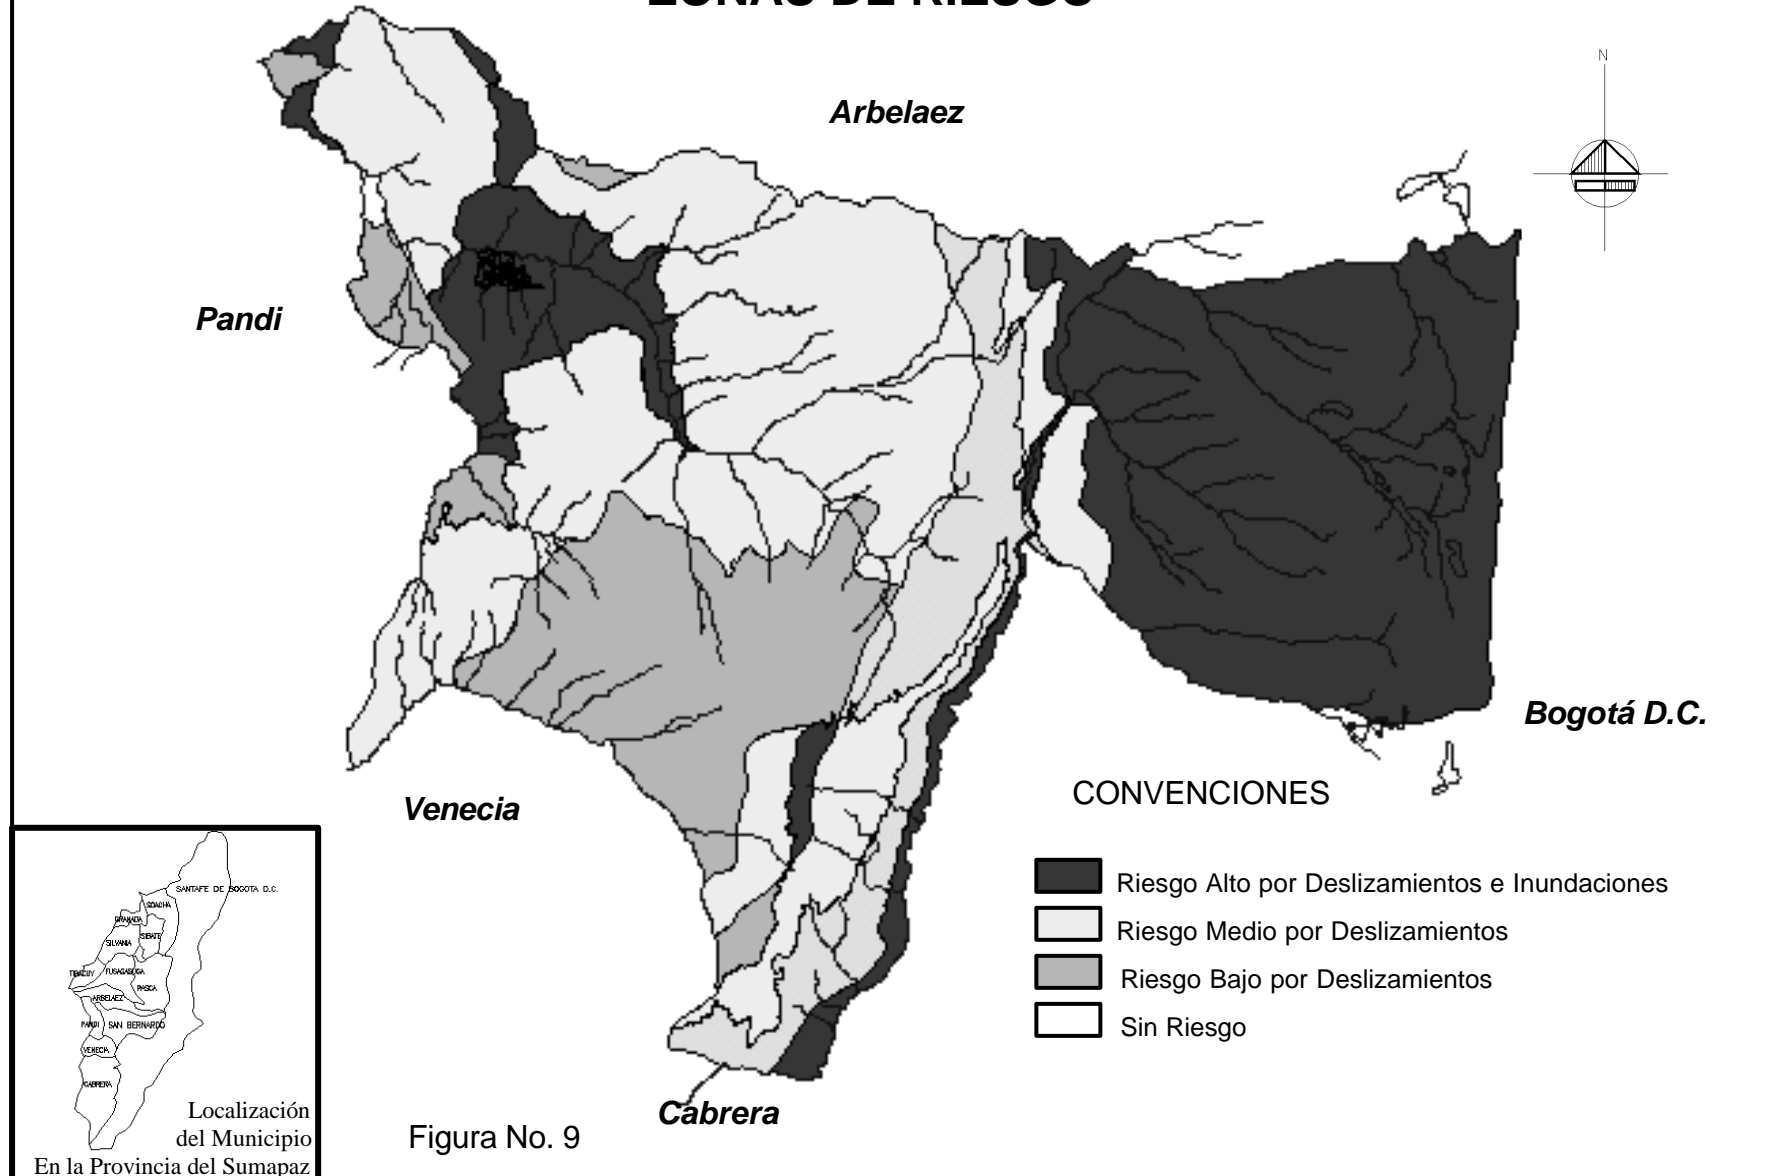 ZONAS DE RIESGO
N
Arbelaez
Pandi
Bogotá D.C.
Venecia
CONVENCIONES
Riesgo Alto por Deslizamientos e Inundaciones
Riesgo Medio por Deslizamientos
Riesgo Bajo por Deslizamientos
Sin Riesgo
Cabrera
Figura No. 9
SANTAFE DE BOGOTA D.C.
SOACHA
GRANADA
SIBATE
SILVANIA
TIBACUY
FUSAGASUGA
PASCA
ARBELAEZ
PANDI
SAN BERNARDO
VENECIA
CABRERA
Localización
del Municipio
En la Provincia del Sumapaz